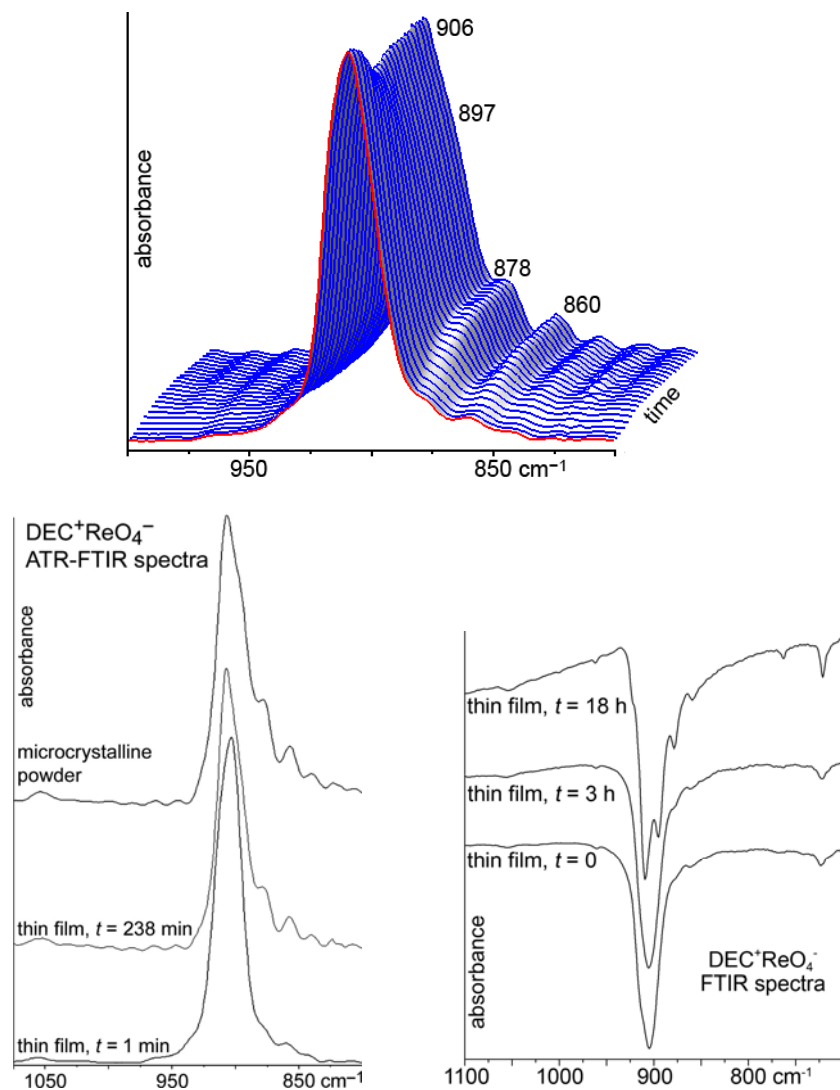 absorbance
906
897
878
860
time
950
850 cm⁻¹
DEC⁺ReO₄⁻
ATR-FTIR spectra
absorbance
microcrystalline
powder
thin film, t = 238 min
thin film, t = 1 min
1050
950
850 cm⁻¹
thin film, t = 18 h
thin film, t = 3 h
thin film, t = 0
absorbance
DEC⁺ReO₄⁻
FTIR spectra
1100
1000
900
800 cm⁻¹